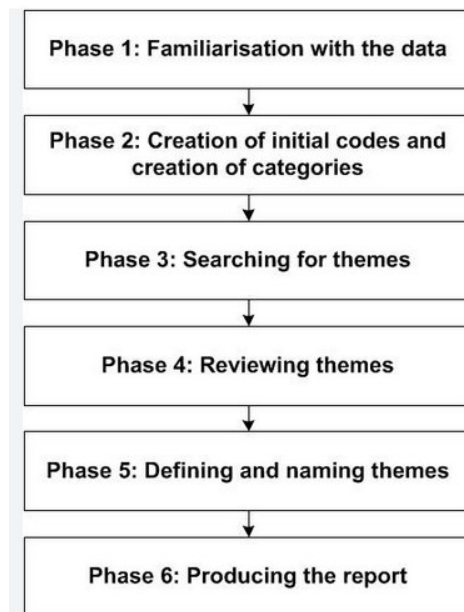 Phase 1: Familiarisation with the data
Phase 2: Creation of initial codes and
creation of categories
Phase 3: Searching for themes
Phase 4: Reviewing themes
Phase 5: Defining and naming themes
Phase 6: Producing the report